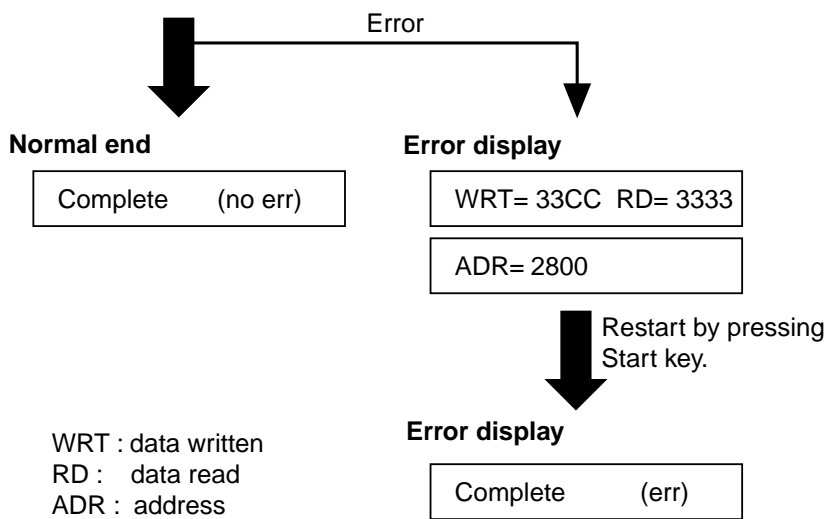 Error
Normal end
Complete (no err)
Error display
WRT= 33CC RD= 3333
ADR= 2800
Restart by pressing
Start key.
Error display
Complete (err)
WRT : data written
RD : data read
ADR : address